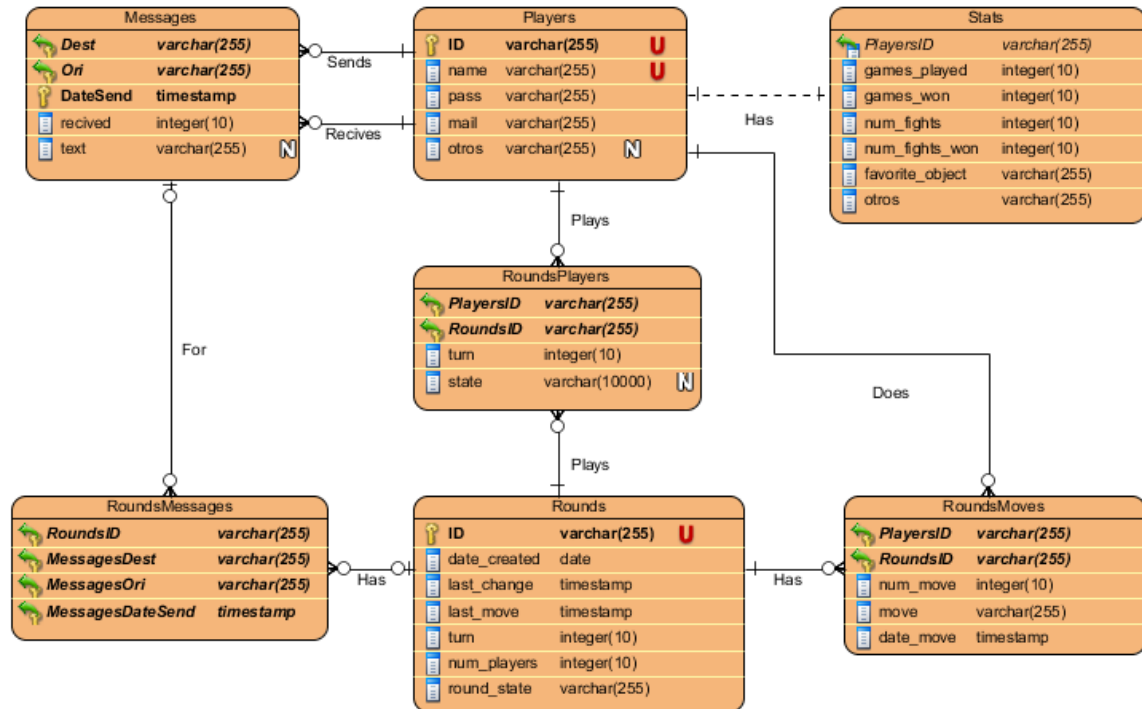 Messages
Dest varchar(255)
Ori varchar(255)
DateSend timestamp
recived integer(10)
text varchar(255) N
Sends
Recives
Players
ID varchar(255) U
name varchar(255) U
pass varchar(255)
mail varchar(255)
otros varchar(255) N
Has
Stats
PlayersID varchar(255)
games_played integer(10)
games_won integer(10)
num_fights integer(10)
num_fights_won integer(10)
favorite_object varchar(255)
otros varchar(255)
Plays
RoundsPlayers
PlayersID varchar(255)
RoundsID varchar(255)
turn integer(10)
state varchar(10000) N
For
Does
Plays
RoundsMessages
RoundsID varchar(255)
MessagesDest varchar(255)
MessagesOri varchar(255)
MessagesDateSend timestamp
Has
Rounds
ID varchar(255) U
date_created date
last_change timestamp
last_move timestamp
turn integer(10)
num_players integer(10)
round_state varchar(255)
Has
RoundsMoves
PlayersID varchar(255)
RoundsID varchar(255)
num_move integer(10)
move varchar(255)
date_move timestamp